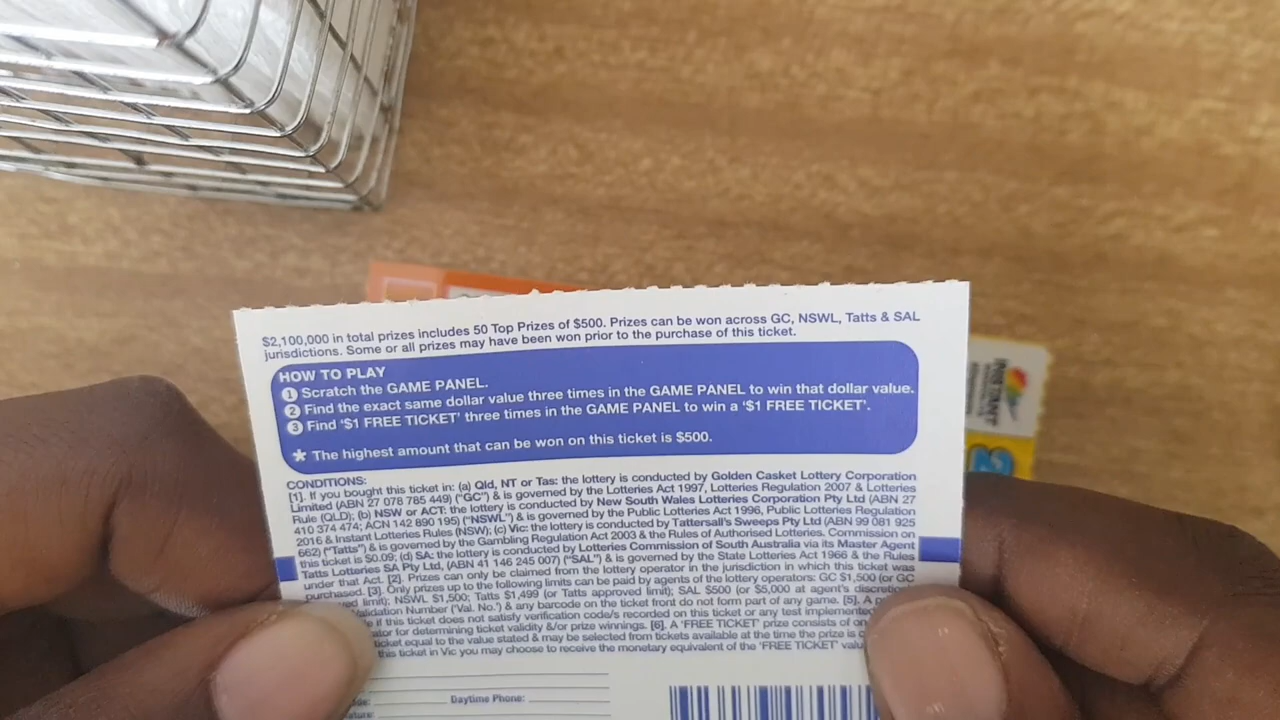 $2,100,000 in total prizes includes 50 Top Prizes of $500. Prizes can be won across GC, NSWL, Tatts & SAL
jurisdictions. Some or all prizes may have been won prior to the purchase of this ticket.
HOW TO PLAY
1 Scratch the GAME PANEL.
2 Find the exact same dollar value three times in the GAME PANEL to win that dollar value.
3 Find '$1 FREE TICKET' three times in the GAME PANEL to win a '$1 FREE TICKET'.
* The highest amount that can be won on this ticket is $500.
CONDITIONS:
[1]. If you bought this ticket in: (a) Qld, NT or Tas: the lottery is conducted by Golden Casket Lottery Corporation
Limited (ABN 27 078 785 449) ("GC") & is governed by the Lotteries Act 1997, Lotteries Regulation 2007 & Lotteries
Rule (QLD); (b) NSW or ACT: the lottery is conducted by New South Wales Lotteries Corporation Pty Ltd (ABN 27
410 374 474; ACN 142 890 195) ("NSWL") & is governed by the Public Lotteries Act 1996, Public Lotteries Regulation
2016 & Instant Lotteries Rules (NSW); (c) Vic: the lottery is conducted by Tattersall's Sweeps Pty Ltd (ABN 99 081 925
662) ("Tatts") & is governed by the Gambling Regulation Act 2003 & the Rules of Authorised Lotteries. Commission on
this ticket is $0.09; (d) SA: the lottery is conducted by Lotteries Commission of South Australia via its Master Agent
Tatts Lotteries SA Pty Ltd, (ABN 41 146 245 007) ("SAL") & is governed by the State Lotteries Act 1966 & the Rules
under that Act. [2]. Prizes can only be claimed from the lottery operator in the jurisdiction in which this ticket was
purchased. [3]. Only prizes up to the following limits can be paid by agents of the lottery operators: GC $1,500 (or GC
limit); NSWL $1,500; Tatts $1,499 (or Tatts approved limit); SAL $500 (or $5,000 at agent's discretion
Validation Number ('Val. No.') & any barcode on the ticket front do not form part of any game. [5]. A
if this ticket does not satisfy verification code/s recorded on this ticket or any test implemented
for determining ticket validity &/or prize winnings. [6]. A 'FREE TICKET' prize consists of
ticket equal to the value stated & may be selected from tickets available at the time the prize is
this ticket in Vic you may choose to receive the monetary equivalent of the 'FREE TICKET'
Daytime Phone:
INSTANT
2